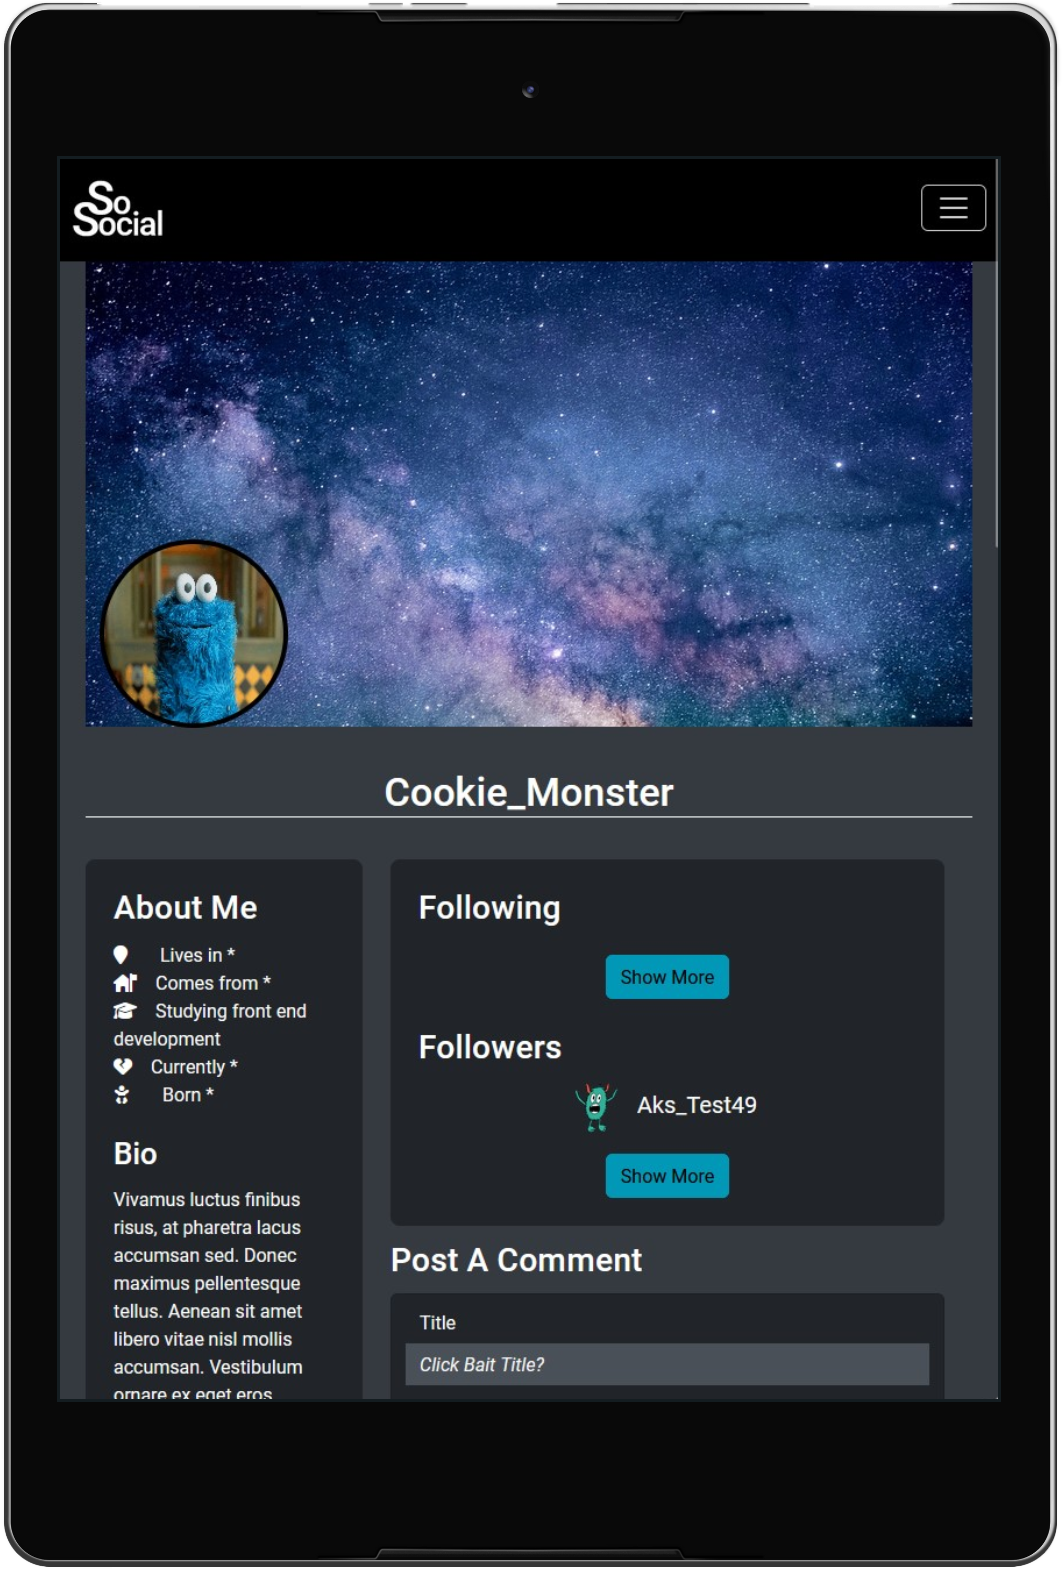 So
Social
Cookie_Monster
About Me
Lives in *
Comes from *
Studying front end
development
Currently *
Born *
Bio
Vivamus luctus finibus
risus, at pharetra lacus
accumsan sed. Donec
maximus pellentesque
tellus. Aenean sit amet
libero vitae nisl mollis
accumsan. Vestibulum
ornare ex eget eros
Following
Show More
Followers
Aks_Test49
Show More
Post A Comment
Title
Click Bait Title?